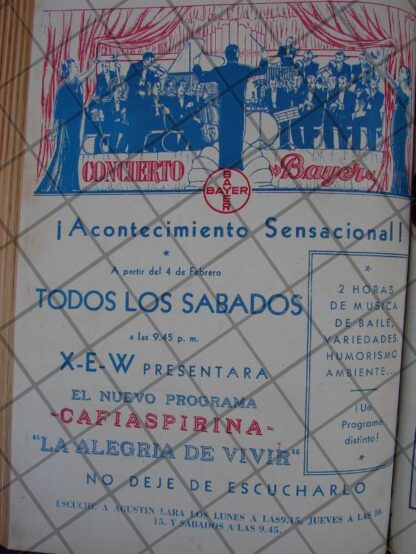 CONCIERTO "Bayer"
BAYER
BAYER
¡Acontecimiento Sensacional!
A partir del 4 de Febrero
TODOS LOS SABADOS
a las 9.45 p. m.
X-E-W PRESENTARA
EL NUEVO PROGRAMA
"CAFIASPIRINA"
"LA ALEGRIA DE VIVIR"
NO DEJE DE ESCUCHARLO
2 HORAS
DE MUSICA
DE BAILE,
VARIEDADES,
HUMORISMO
AMBIENTE...
¡Un
Programa
distinto!
ESCUCHE A AGUSTIN LARA LOS LUNES A LAS 9.15, JUEVES A LAS 10.
15, Y SABADOS A LAS 9.45.